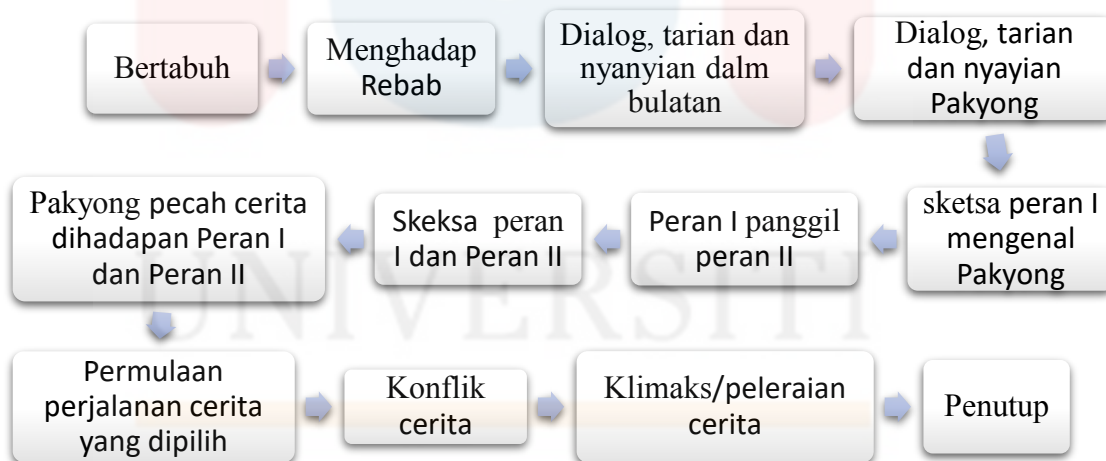 Bertabuh
Menghadap
Rebab
Dialog, tarian dan
nyanyian dalm
bulatan
Dialog, tarian
dan nyayian
Pakyong
sketsa peran I
mengenal
Pakyong
Peran I panggil
peran II
Skeksa peran
I dan Peran II
Pakyong pecah cerita
dihadapan Peran I
dan Peran II
Permulaan
perjalanan cerita
yang dipilih
Konflik
cerita
Klimaks/peleraian
cerita
Penutup
UNIVERSITI